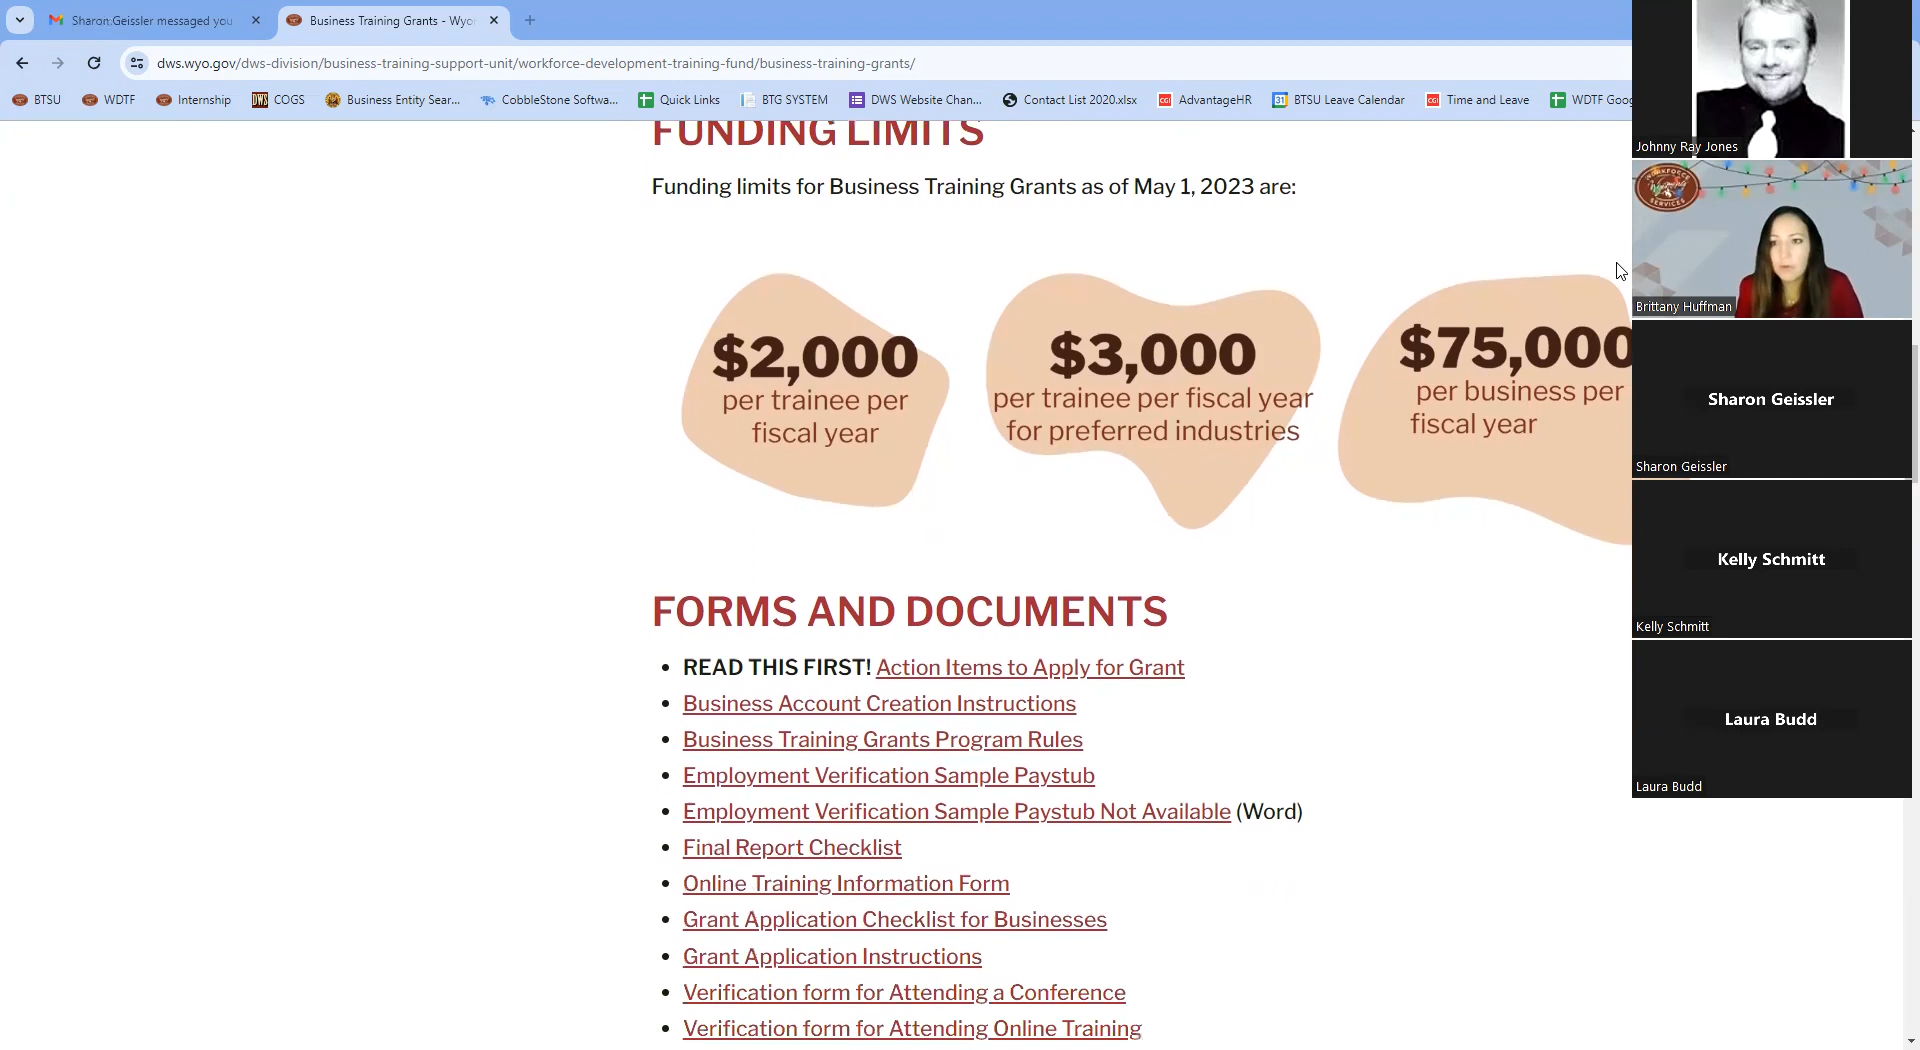 Sharon.Geissler messaged you
Business Training Grants - Wyo
dws.wyo.gov/dws-division/business-training-support-unit/workforce-development-training-fund/business-training-grants/
BTSU
WDTF
Internship
DWS
COGS
Business Entity Sear...
CobbleStone Softwa...
Quick Links
BTG SYSTEM
DWS Website Chan...
Contact List 2020.xlsx
CGI
AdvantageHR
31
BTSU Leave Calendar
CGI
Time and Leave
WDTF Goog
FUNDING LIMITS
Funding limits for Business Training Grants as of May 1, 2023 are:
$2,000
per trainee per
fiscal year
$3,000
per trainee per fiscal year
for preferred industries
$75,000
per business per
fiscal year
FORMS AND DOCUMENTS
• READ THIS FIRST! Action Items to Apply for Grant
• Business Account Creation Instructions
• Business Training Grants Program Rules
• Employment Verification Sample Paystub
• Employment Verification Sample Paystub Not Available (Word)
• Final Report Checklist
• Online Training Information Form
• Grant Application Checklist for Businesses
• Grant Application Instructions
• Verification form for Attending a Conference
• Verification form for Attending Online Training
Johnny Ray Jones
WORKFORCE
Wyoming
SERVICES
Brittany Huffman
Sharon Geissler
Sharon Geissler
Kelly Schmitt
Kelly Schmitt
Laura Budd
Laura Budd